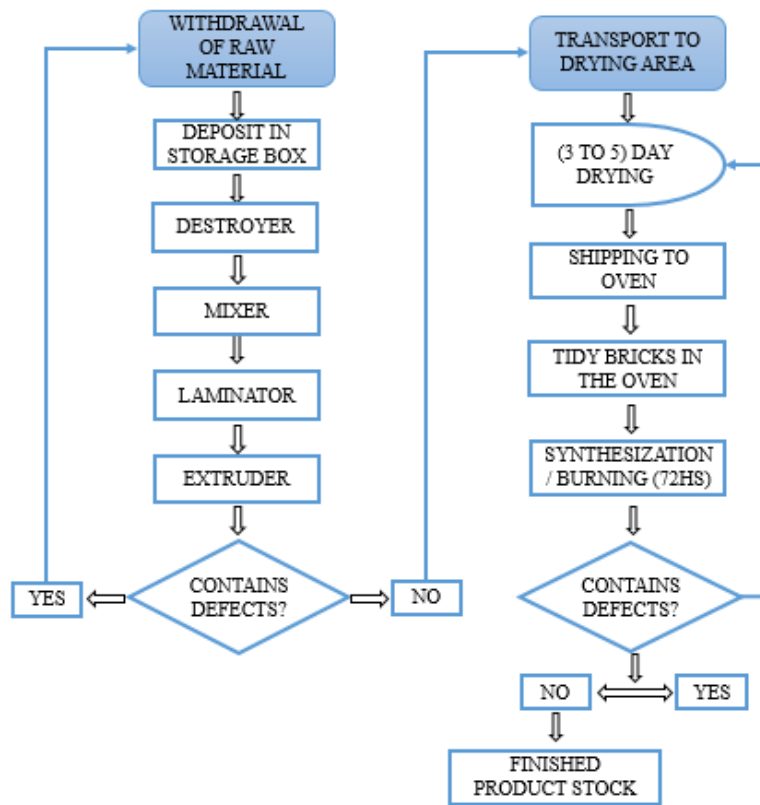 WITHDRAWAL
OF RAW
MATERIAL
DEPOSIT IN
STORAGE BOX
DESTROYER
MIXER
LAMINATOR
EXTRUDER
CONTAINS
DEFECTS?
YES
NO
TRANSPORT TO
DRYING AREA
(3 TO 5) DAY
DRYING
SHIPPING TO
OVEN
TIDY BRICKS IN
THE OVEN
SYNTHESIZATION
/ BURNING (72HS)
CONTAINS
DEFECTS?
NO
YES
FINISHED
PRODUCT STOCK